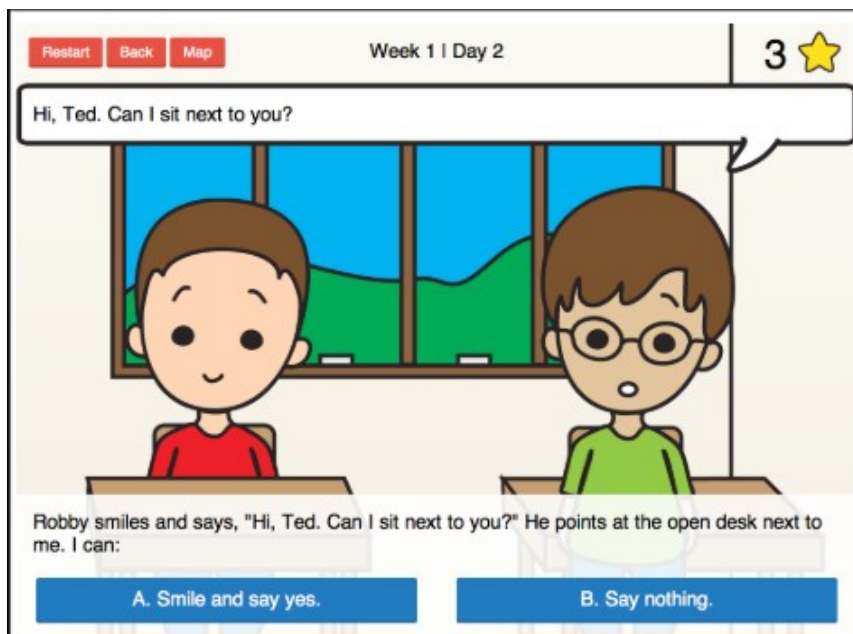 Restart Back Map Week 1 | Day 2 3
Hi, Ted. Can I sit next to you?
Robby smiles and says, "Hi, Ted. Can I sit next to you?" He points at the open desk next to
me. I can:
A. Smile and say yes. B. Say nothing.